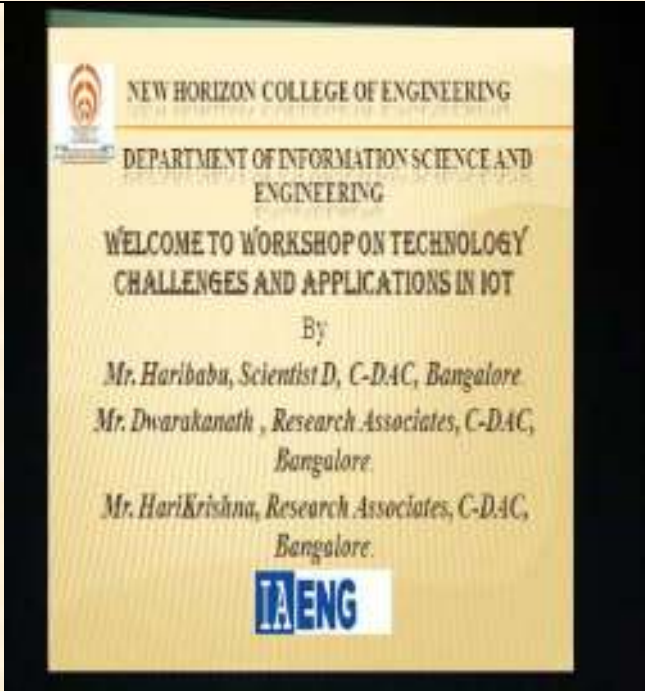 NEW HORIZON COLLEGE OF ENGINEERING
DEPARTMENT OF INFORMATION SCIENCE AND
ENGINEERING
WELCOME TO WORKSHOP ON TECHNOLOGY
CHALLENGES AND APPLICATIONS IN IOT
By
Mr. Haribabu, Scientist D, C-DAC, Bangalore.
Mr. Dwarakanath , Research Associates, C-DAC,
Bangalore.
Mr. HariKrishna, Research Associates, C-DAC,
Bangalore.
IAENG